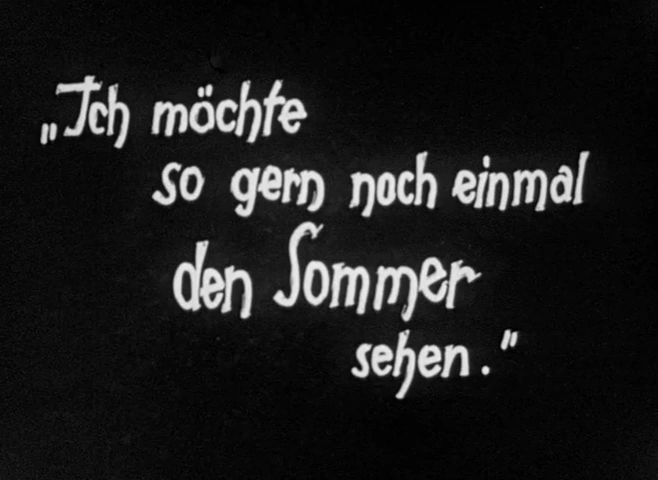 „Ich möchte
so gern noch einmal
den Sommer
sehen."